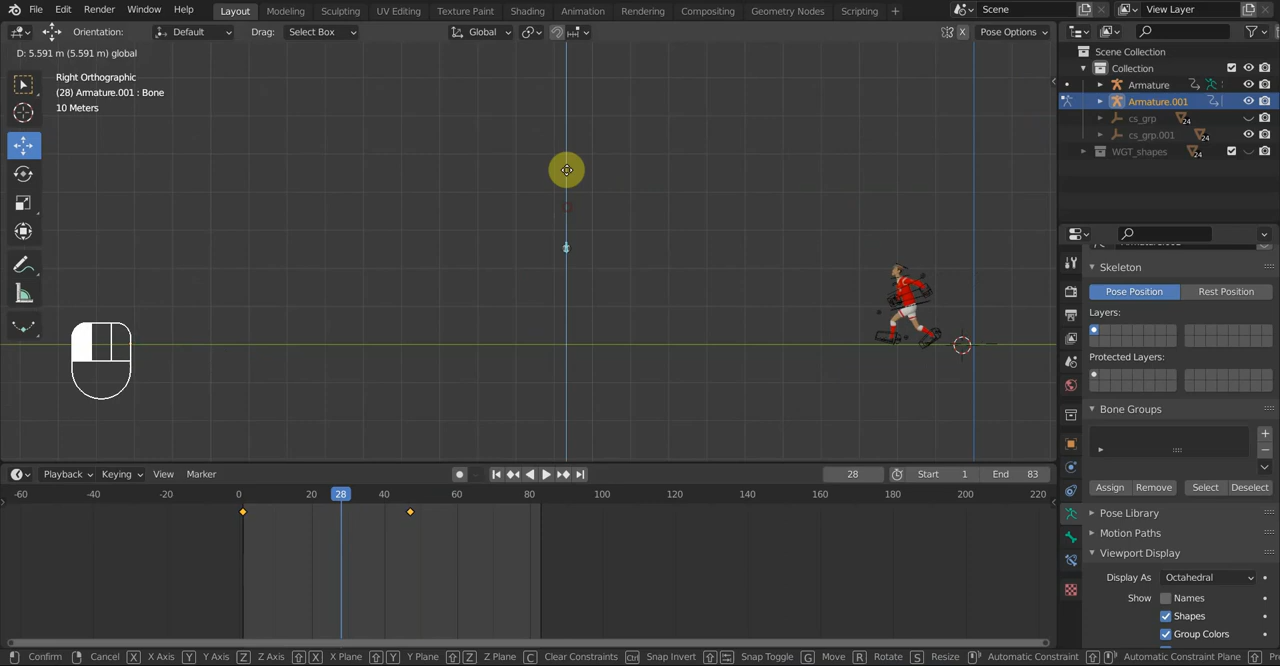 File Edit Render Window Help Layout Modeling Sculpting UV Editing Texture Paint Shading Animation Rendering Compositing Geometry Nodes Scripting + Scene View Layer
Orientation: Default Drag: Select Box Global X Pose Options
D: 5.591 m (5.591 m) global
Right Orthographic
(28) Armature.001 : Bone
10 Meters
Scene Collection
Collection
Armature
Armature.001
cs_grp 24
cs_grp.001 24
WGT_shapes 24
Skeleton
Pose Position Rest Position
Layers:
Protected Layers:
Bone Groups
Assign Remove Select Deselect
Pose Library
Motion Paths
Viewport Display
Display As Octahedral
Show Names
Shapes
Group Colors
Playback Keying View Marker 28 Start 1 End 83
-60 -40 -20 0 20 28 40 60 80 100 120 140 160 180 200 220
Confirm Cancel X X Axis Y Y Axis Z Z Axis X X Plane Y Y Plane Z Z Plane C Clear Constraints Ctrl Snap Invert Snap Toggle G Move R Rotate S Resize Automatic Constraint Automatic Constraint Plane